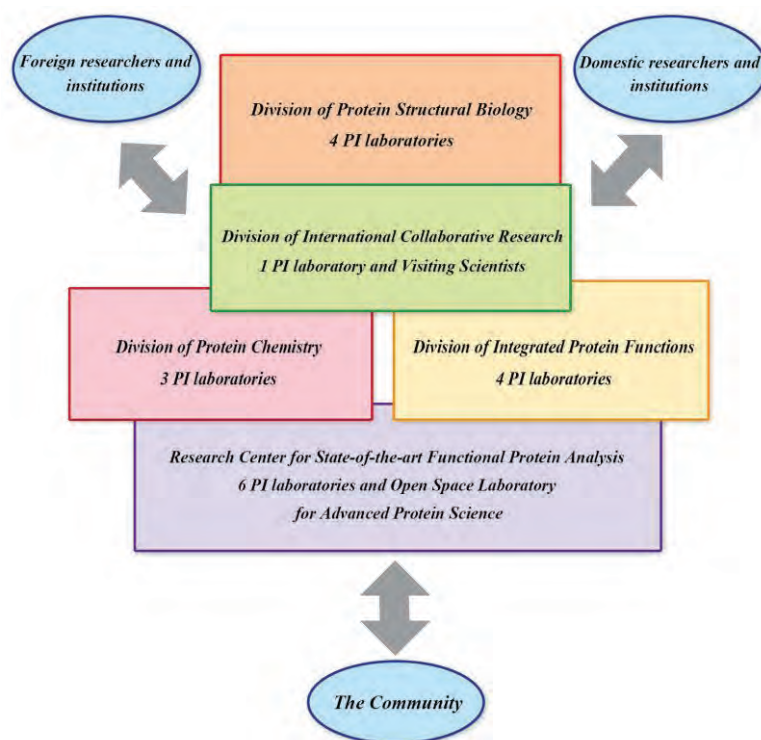 Foreign researchers and
institutions
Domestic researchers and
institutions
Division of Protein Structural Biology
4 PI laboratories
Division of International Collaborative Research
1 PI laboratory and Visiting Scientists
Division of Protein Chemistry
3 PI laboratories
Division of Integrated Protein Functions
4 PI laboratories
Research Center for State-of-the-art Functional Protein Analysis
6 PI laboratories and Open Space Laboratory
for Advanced Protein Science
The Community